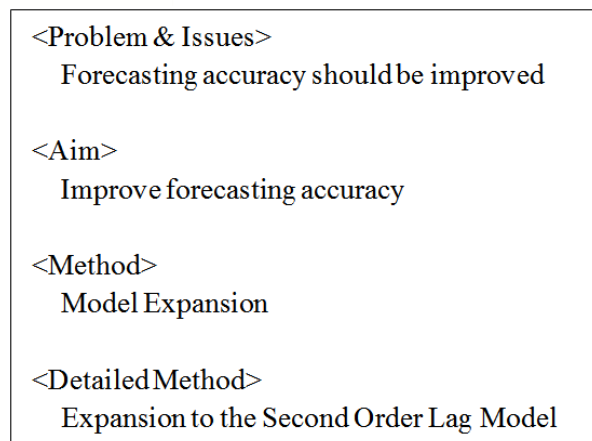 <Problem & Issues>
Forecasting accuracy should be improved
<Aim>
Improve forecasting accuracy
<Method>
Model Expansion
<Detailed Method>
Expansion to the Second Order Lag Model